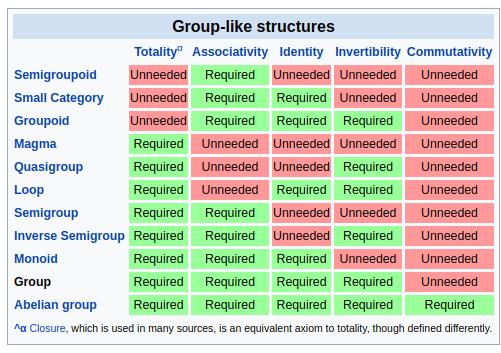 Group-like structures
Totalityα Associativity Identity Invertibility Commutativity
Semigroupoid Unneeded Required Unneeded Unneeded Unneeded
Small Category Unneeded Required Required Unneeded Unneeded
Groupoid Unneeded Required Required Required Unneeded
Magma Required Unneeded Unneeded Unneeded Unneeded
Quasigroup Required Unneeded Unneeded Required Unneeded
Loop Required Unneeded Required Required Unneeded
Semigroup Required Required Unneeded Unneeded Unneeded
Inverse Semigroup Required Required Unneeded Required Unneeded
Monoid Required Required Required Unneeded Unneeded
Group Required Required Required Required Unneeded
Abelian group Required Required Required Required Required
^α Closure, which is used in many sources, is an equivalent axiom to totality, though defined differently.